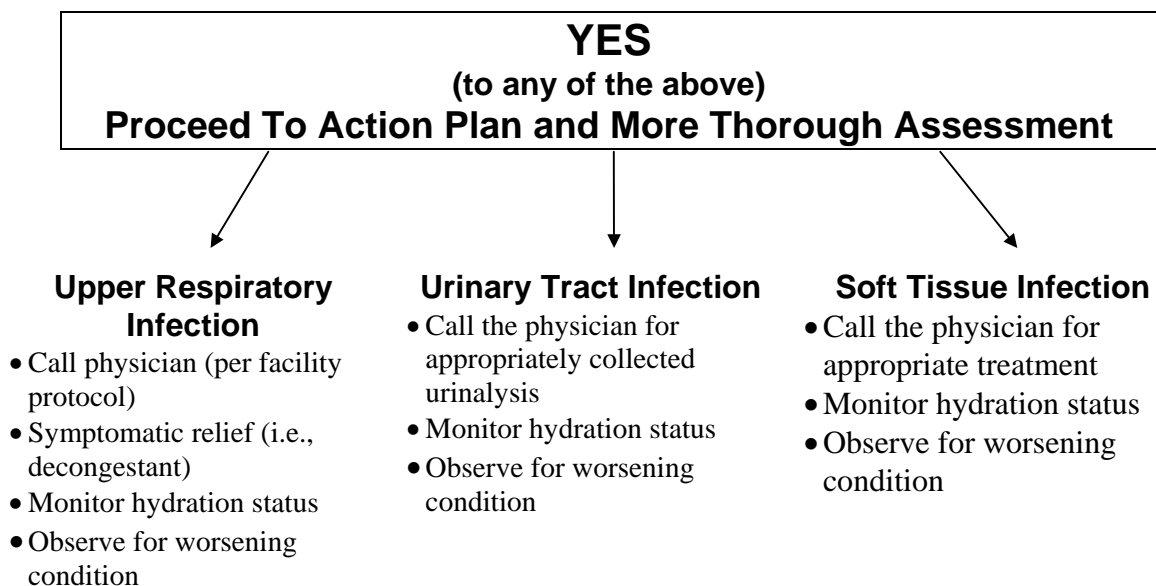 YES
(to any of the above)
Proceed To Action Plan and More Thorough Assessment
Upper Respiratory
Infection
• Call physician (per facility
protocol)
• Symptomatic relief (i.e.,
decongestant)
• Monitor hydration status
• Observe for worsening
condition
Urinary Tract Infection
• Call the physician for
appropriately collected
urinalysis
• Monitor hydration status
• Observe for worsening
condition
Soft Tissue Infection
• Call the physician for
appropriate treatment
• Monitor hydration status
• Observe for worsening
condition